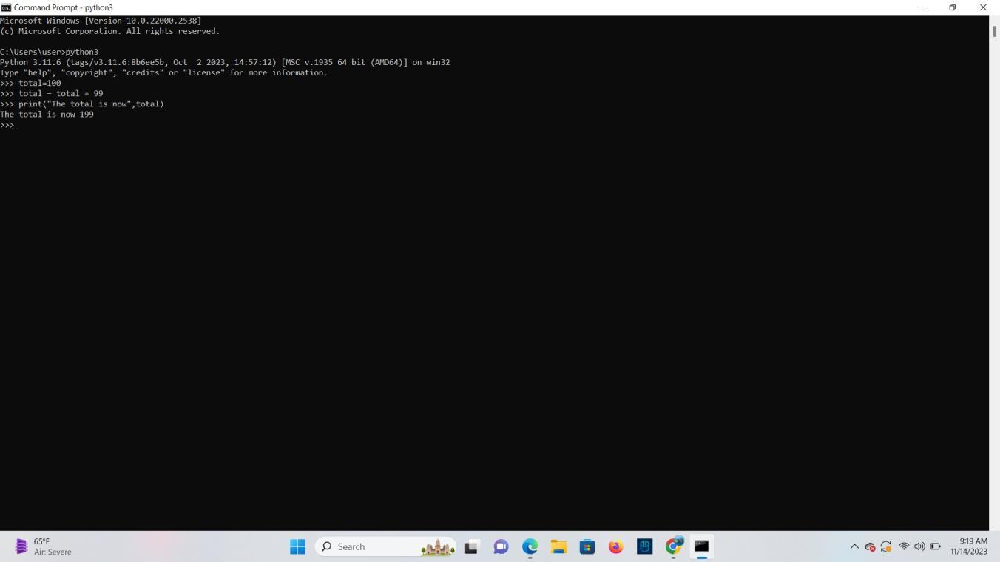 Command Prompt - python3
Microsoft Windows [Version 10.0.22000.2538]
(c) Microsoft Corporation. All rights reserved.
C:\Users\user>python3
Python 3.11.6 (tags/v3.11.6:8b6ee5b, Oct  2 2023, 14:57:12) [MSC v.1935 64 bit (AMD64)] on win32
Type "help", "copyright", "credits" or "license" for more information.
>>> total=100
>>> total = total + 99
>>> print("The total is now",total)
The total is now 199
>>>
65°F
Air: Severe
Search
9:19 AM
11/14/2023